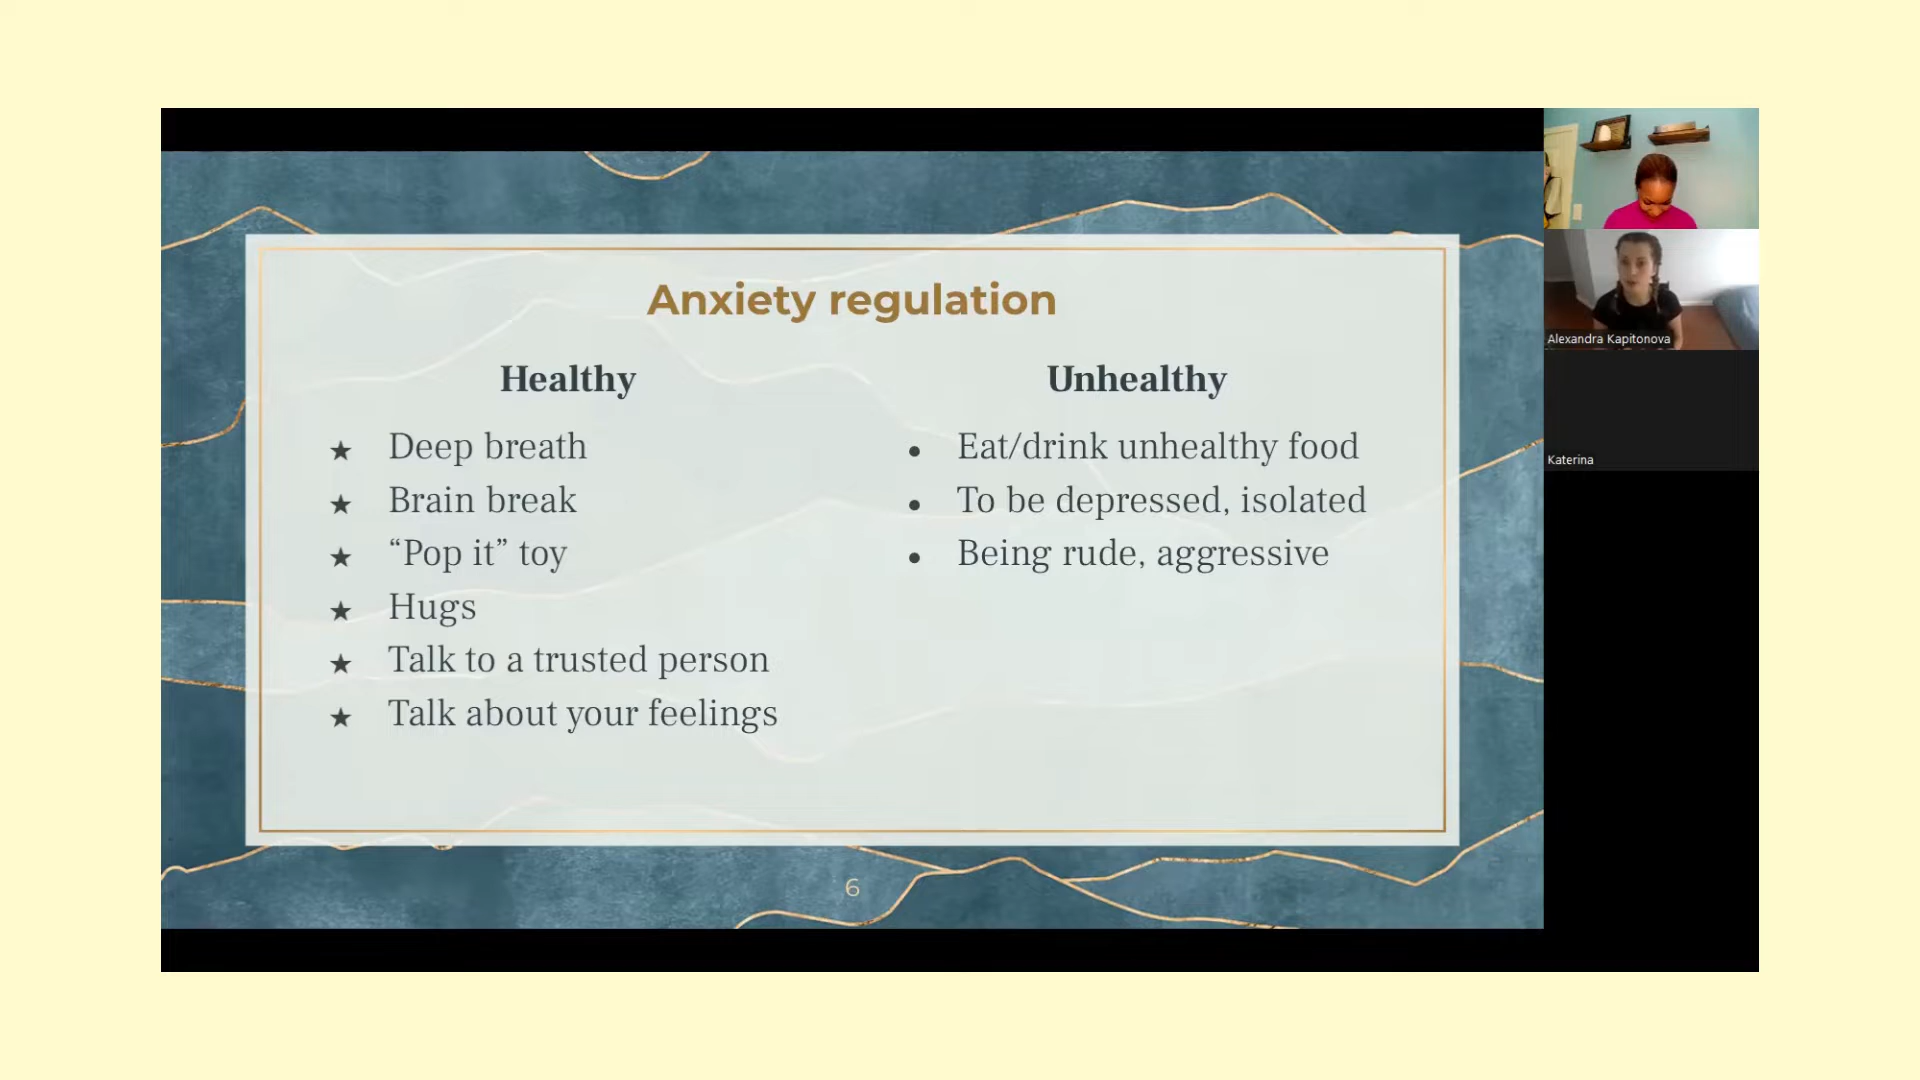 Anxiety regulation
Healthy
★ Deep breath
★ Brain break
★ “Pop it” toy
★ Hugs
★ Talk to a trusted person
★ Talk about your feelings
Unhealthy
• Eat/drink unhealthy food
• To be depressed, isolated
• Being rude, aggressive
6
Alexandra Kapitonova
Katerina